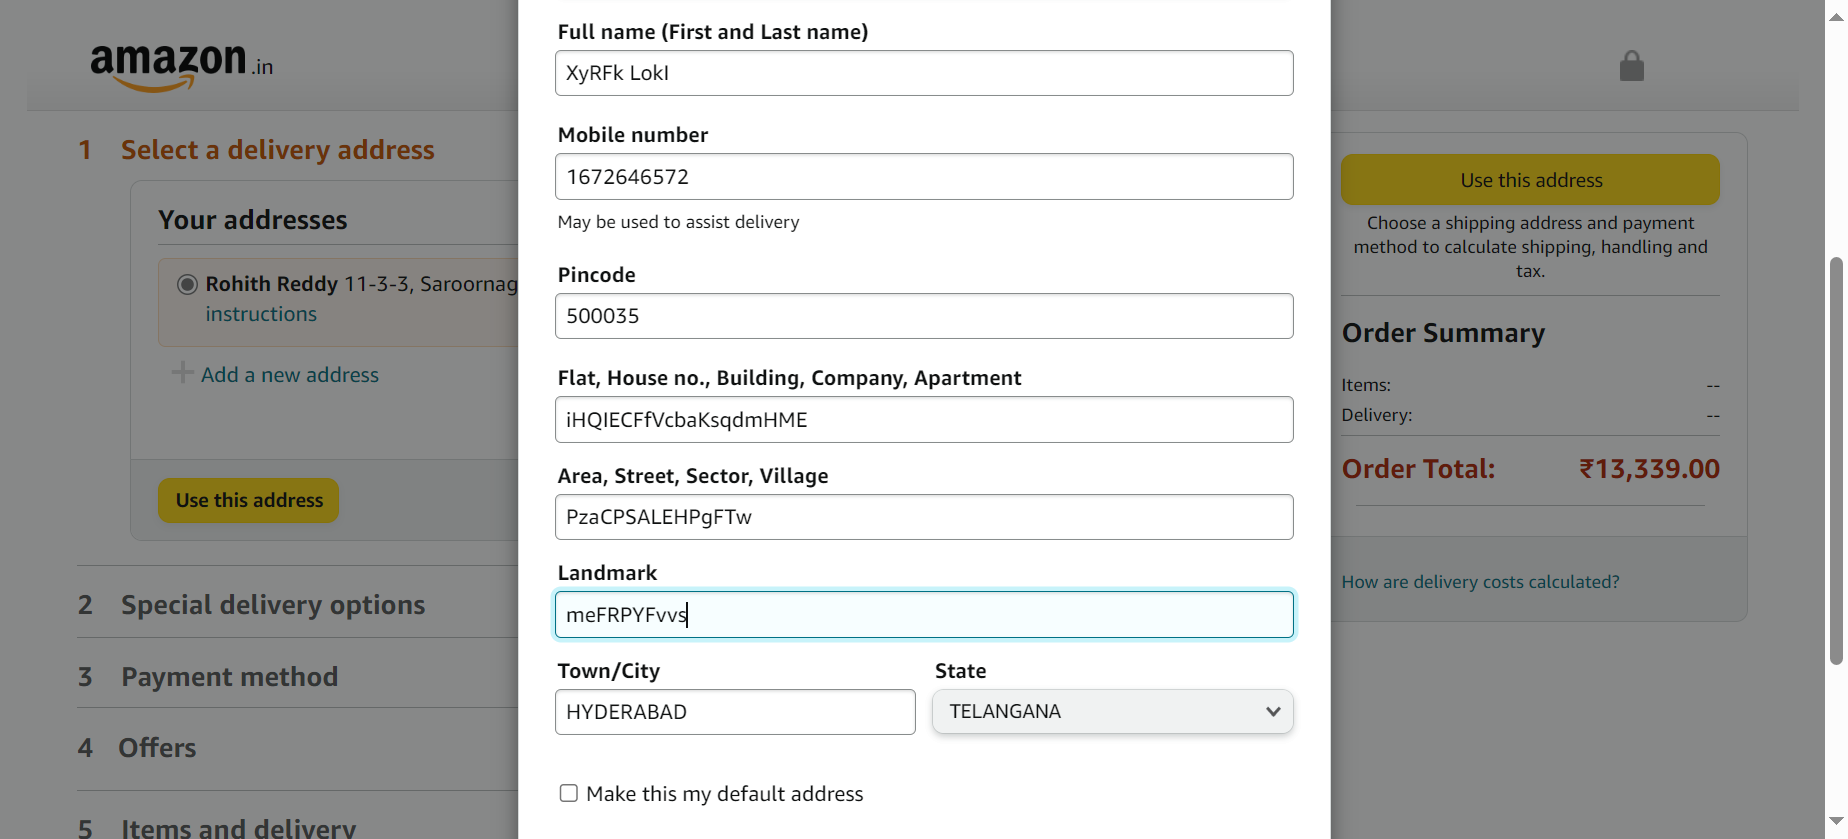 amazon.in
1 Select a delivery address
Your addresses
Rohith Reddy 11-3-3, Saroornag
instructions
Add a new address
Use this address
2 Special delivery options
3 Payment method
4 Offers
5 Items and delivery
Full name (First and Last name)
XyRFk LokI
Mobile number
1672646572
May be used to assist delivery
Pincode
500035
Flat, House no., Building, Company, Apartment
iHQIECFfVcbaKsqdmHME
Area, Street, Sector, Village
PzaCPSALEHPgFTw
Landmark
meFRPYFvvs
Town/City State
HYDERABAD TELANGANA
Make this my default address
Use this address
Choose a shipping address and payment
method to calculate shipping, handling and
tax.
Order Summary
Items: --
Delivery: --
Order Total: ₹13,339.00
How are delivery costs calculated?